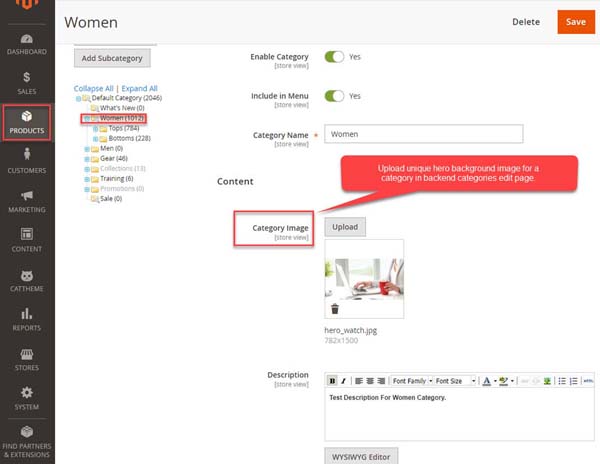 Women
Delete
Save
DASHBOARD
SALES
PRODUCTS
CUSTOMERS
MARKETING
CONTENT
CATTHEME
REPORTS
STORES
SYSTEM
FIND PARTNERS
& EXTENSIONS
Add Subcategory
Collapse All | Expand All
Default Category (2046)
What's New (0)
Women (1012)
Tops (784)
Bottoms (228)
Men (0)
Gear (46)
Collections (13)
Training (6)
Promotions (0)
Sale (0)
Enable Category
[store view]
Yes
Include in Menu
[store view]
Yes
Category Name *
[store view]
Women
Content
Upload unique hero background image for a
category in backend categories edit page.
Category Image
[store view]
Upload
hero_watch.jpg
782x1500
Description
[store view]
B I
Font Family Font Size
A
HTML
Test Description For Women Category.
WYSIWYG Editor